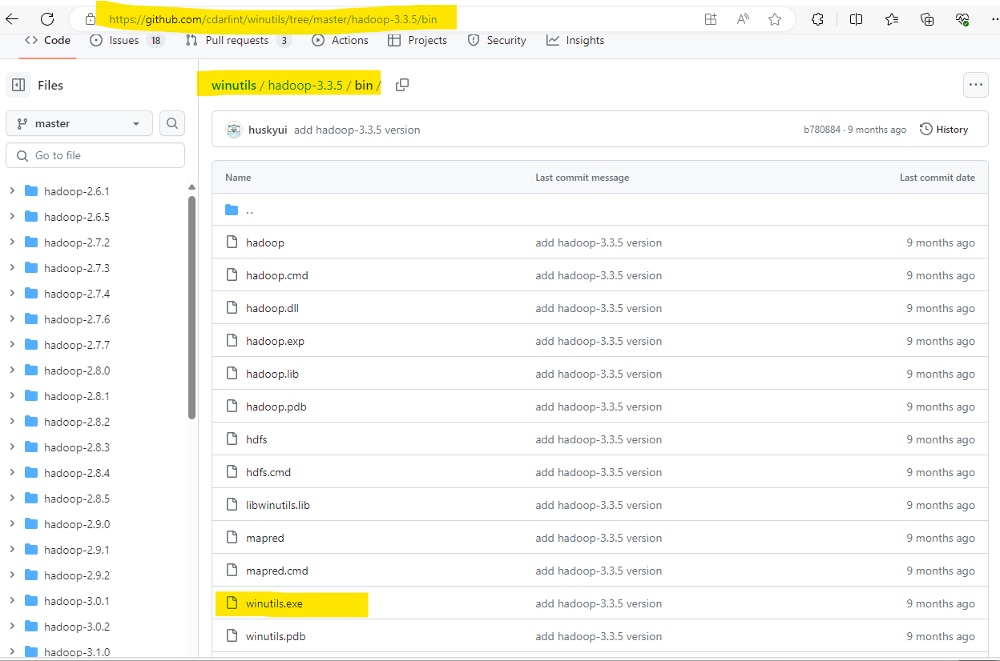 https://github.com/cdarlint/winutils/tree/master/hadoop-3.3.5/bin
Code Issues 18 Pull requests 3 Actions Projects Security Insights
Files
winutils / hadoop-3.3.5 / bin /
master
huskyui add hadoop-3.3.5 version b780884 · 9 months ago History
Go to file
Name Last commit message Last commit date
hadoop-2.6.1
..
hadoop-2.6.5
hadoop add hadoop-3.3.5 version 9 months ago
hadoop-2.7.2
hadoop-2.7.3
hadoop.cmd add hadoop-3.3.5 version 9 months ago
hadoop-2.7.4
hadoop.dll add hadoop-3.3.5 version 9 months ago
hadoop-2.7.6
hadoop.exp add hadoop-3.3.5 version 9 months ago
hadoop-2.7.7
hadoop-2.8.0
hadoop.lib add hadoop-3.3.5 version 9 months ago
hadoop-2.8.1
hadoop.pdb add hadoop-3.3.5 version 9 months ago
hadoop-2.8.2
hdfs add hadoop-3.3.5 version 9 months ago
hadoop-2.8.3
hadoop-2.8.4
hdfs.cmd add hadoop-3.3.5 version 9 months ago
hadoop-2.8.5
libwinutils.lib add hadoop-3.3.5 version 9 months ago
hadoop-2.9.0
mapred add hadoop-3.3.5 version 9 months ago
hadoop-2.9.1
mapred.cmd add hadoop-3.3.5 version 9 months ago
hadoop-2.9.2
hadoop-3.0.1
winutils.exe add hadoop-3.3.5 version 9 months ago
hadoop-3.0.2
winutils.pdb add hadoop-3.3.5 version 9 months ago
hadoop-3.1.0